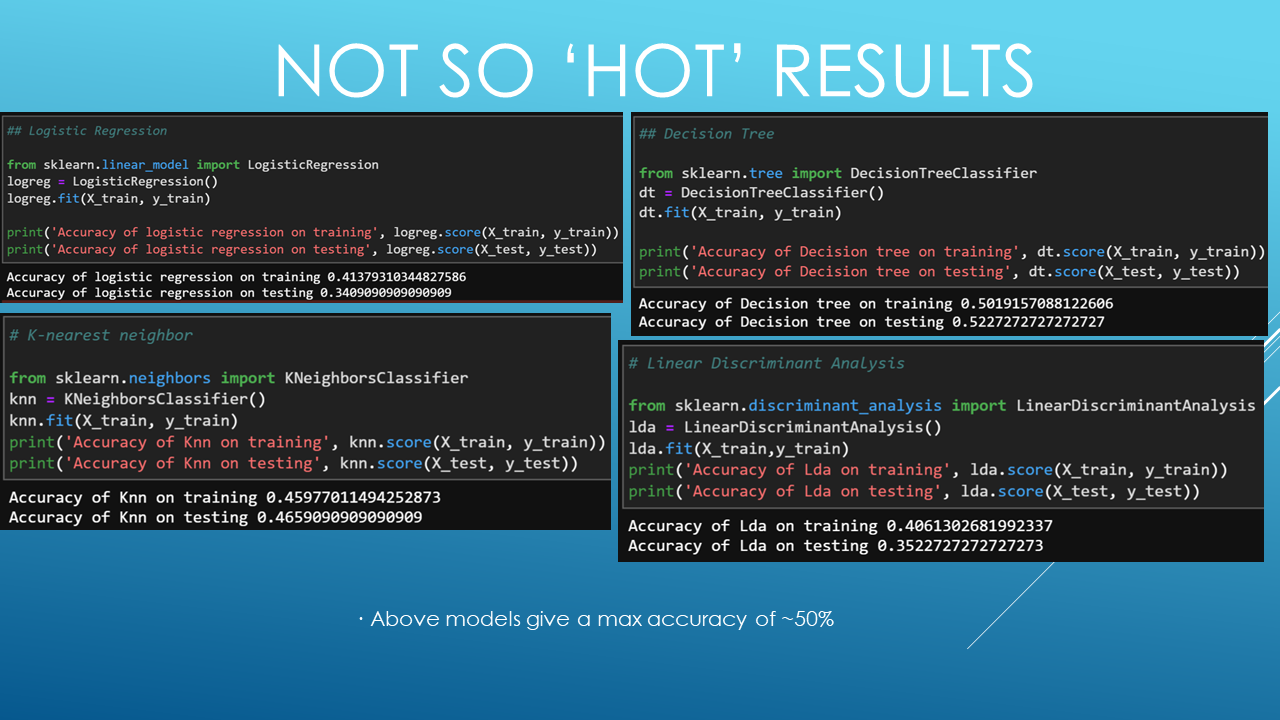 NOT SO ‘HOT’ RESULTS
## Logistic Regression
from sklearn.linear_model import LogisticRegression
logreg = LogisticRegression()
logreg.fit(X_train, y_train)
print('Accuracy of logistic regression on training', logreg.score(X_train, y_train))
print('Accuracy of logistic regression on testing', logreg.score(X_test, y_test))
Accuracy of logistic regression on training 0.41379310344827586
Accuracy of logistic regression on testing 0.3409090909090909
## Decision Tree
from sklearn.tree import DecisionTreeClassifier
dt = DecisionTreeClassifier()
dt.fit(X_train, y_train)
print('Accuracy of Decision tree on training', dt.score(X_train, y_train))
print('Accuracy of Decision tree on testing', dt.score(X_test, y_test))
Accuracy of Decision tree on training 0.5019157088122606
Accuracy of Decision tree on testing 0.5227272727272727
# K-nearest neighbor
from sklearn.neighbors import KNeighborsClassifier
knn = KNeighborsClassifier()
knn.fit(X_train, y_train)
print('Accuracy of Knn on training', knn.score(X_train, y_train))
print('Accuracy of Knn on testing', knn.score(X_test, y_test))
Accuracy of Knn on training 0.45977011494252873
Accuracy of Knn on testing 0.4659090909090909
# Linear Discriminant Analysis
from sklearn.discriminant_analysis import LinearDiscriminantAnalysis
lda = LinearDiscriminantAnalysis()
lda.fit(X_train,y_train)
print('Accuracy of Lda on training', lda.score(X_train, y_train))
print('Accuracy of Lda on testing', lda.score(X_test, y_test))
Accuracy of Lda on training 0.4061302681992337
Accuracy of Lda on testing 0.3522727272727273
· Above models give a max accuracy of ~50%